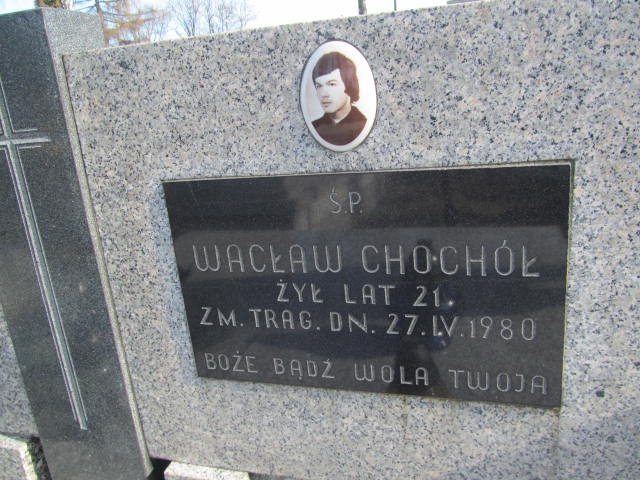 Ś.P.
WACŁAW CHOCHÓŁ
ŻYŁ LAT 21
ZM. TRAG. DN. 27.IV.1980
BOŻE BĄDŹ WOLA TWOJA